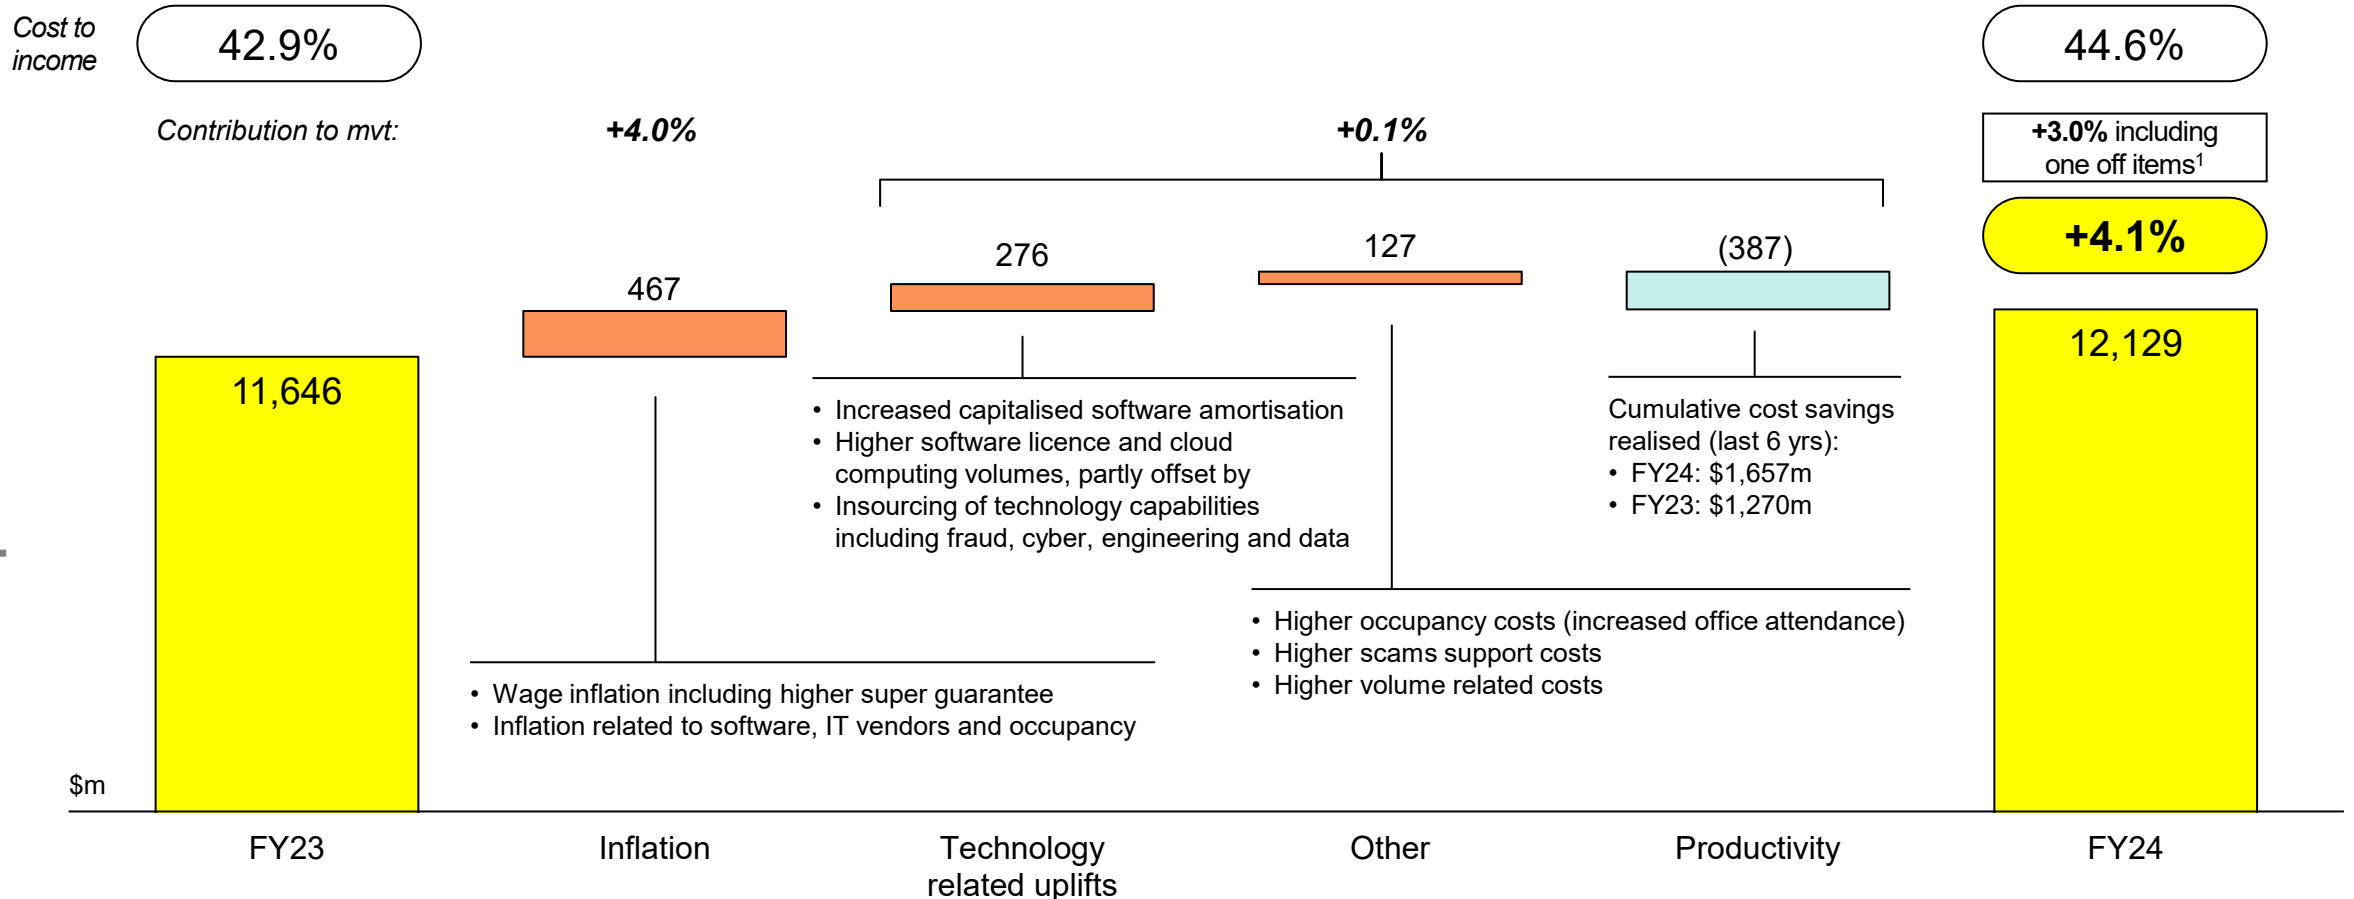 Cost to
income
42.9%
44.6%
Contribution to mvt:
+4.0%
+0.1%
+3.0% including
one off items¹
+4.1%
467
276
127
(387)
11,646
12,129
• Increased capitalised software amortisation
• Higher software licence and cloud
computing volumes, partly offset by
• Insourcing of technology capabilities
including fraud, cyber, engineering and data
Cumulative cost savings
realised (last 6 yrs):
• FY24: $1,657m
• FY23: $1,270m
• Higher occupancy costs (increased office attendance)
• Higher scams support costs
• Higher volume related costs
• Wage inflation including higher super guarantee
• Inflation related to software, IT vendors and occupancy
$m
FY23
Inflation
Technology
related uplifts
Other
Productivity
FY24